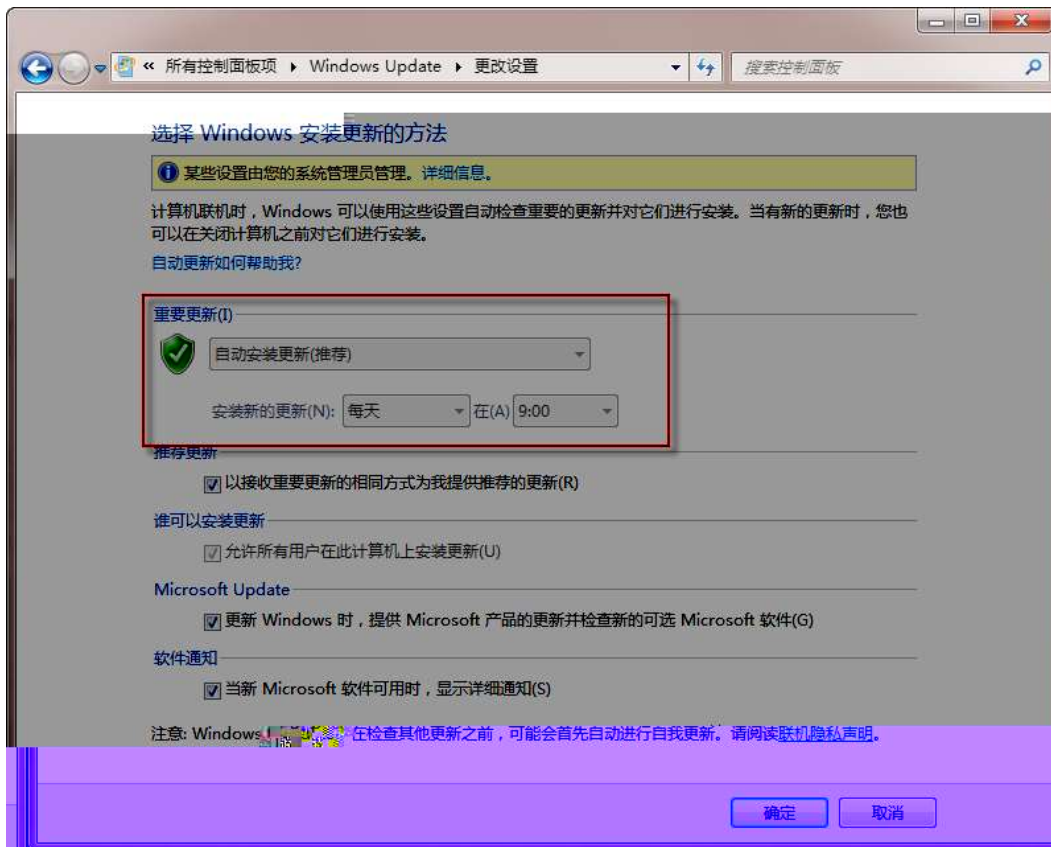 « 所有控制面板项 ▸ Windows Update ▸ 更改设置
搜索控制面板
选择 Windows 安装更新的方法
某些设置由您的系统管理员管理。详细信息。
计算机联机时，Windows 可以使用这些设置自动检查重要的更新并对它们进行安装。当有新的更新时，您也
可以在关闭计算机之前对它们进行安装。
自动更新如何帮助我?
重要更新(I)
自动安装更新(推荐)
安装新的更新(N): 每天 在(A) 9:00
推荐更新
以接收重要更新的相同方式为我提供推荐的更新(R)
谁可以安装更新
允许所有用户在此计算机上安装更新(U)
Microsoft Update
更新 Windows 时，提供 Microsoft 产品的更新并检查新的可选 Microsoft 软件(G)
软件通知
当新 Microsoft 软件可用时，显示详细通知(S)
注意: Windows 在检查其他更新之前，可能会首先自动进行自我更新。请阅读联机隐私声明。
确定 取消